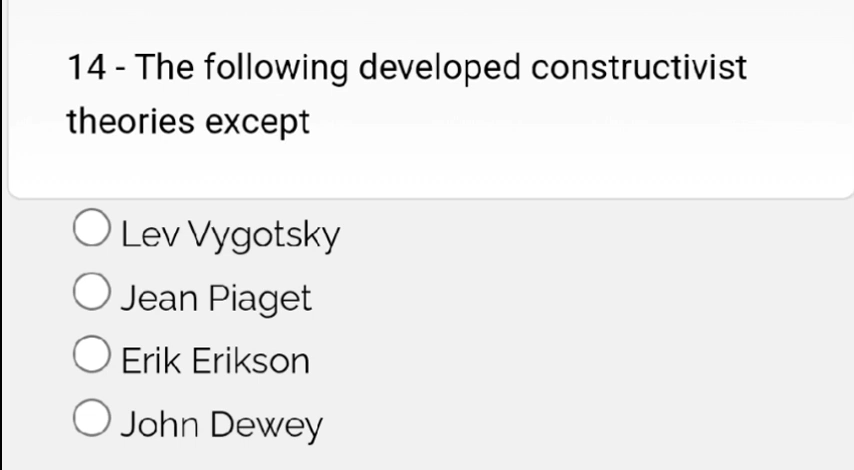 14 - The following developed constructivist
theories except
Lev Vygotsky
Jean Piaget
Erik Erikson
John Dewey